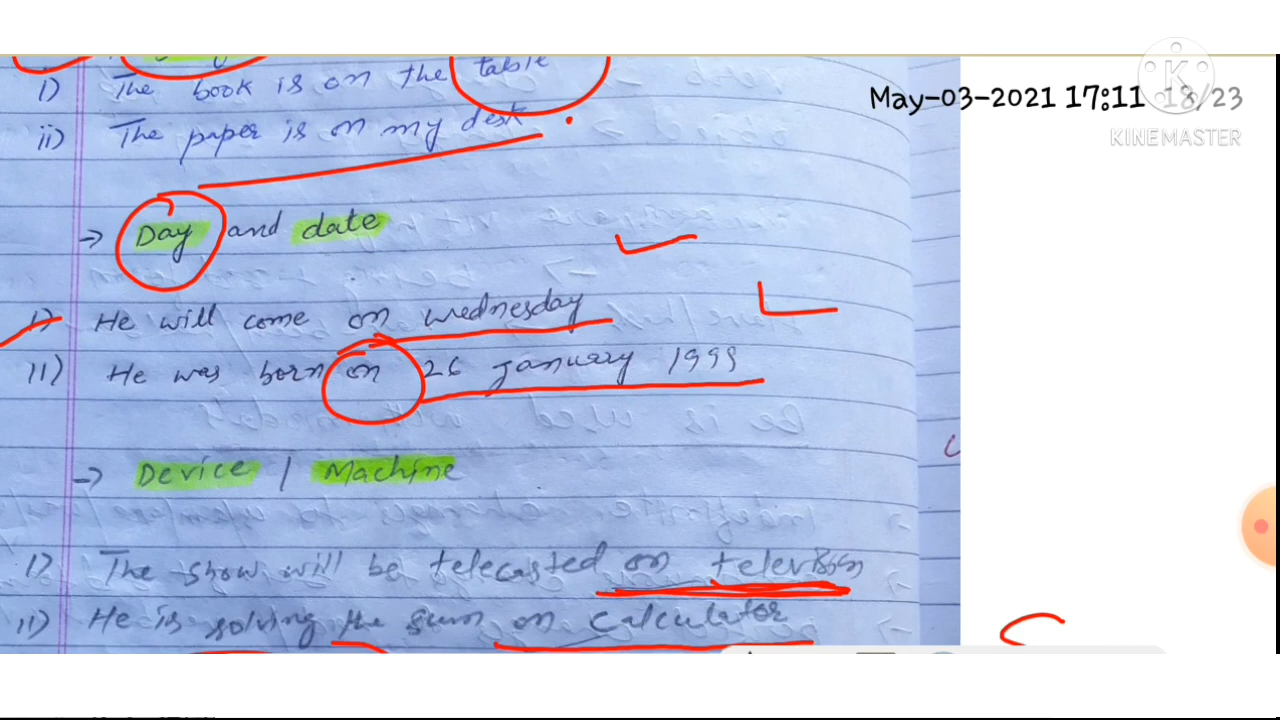 i) The book is on the table
ii) The paper is on my desk.
→ Day and date
i) He will come on wednesday
ii) He was born on 26 january 1999
→ Device / Machine
i) The show will be telecasted on television
ii) He is solving the sum on calculator
May-03-2021 17:11 18/23
KINEMASTER